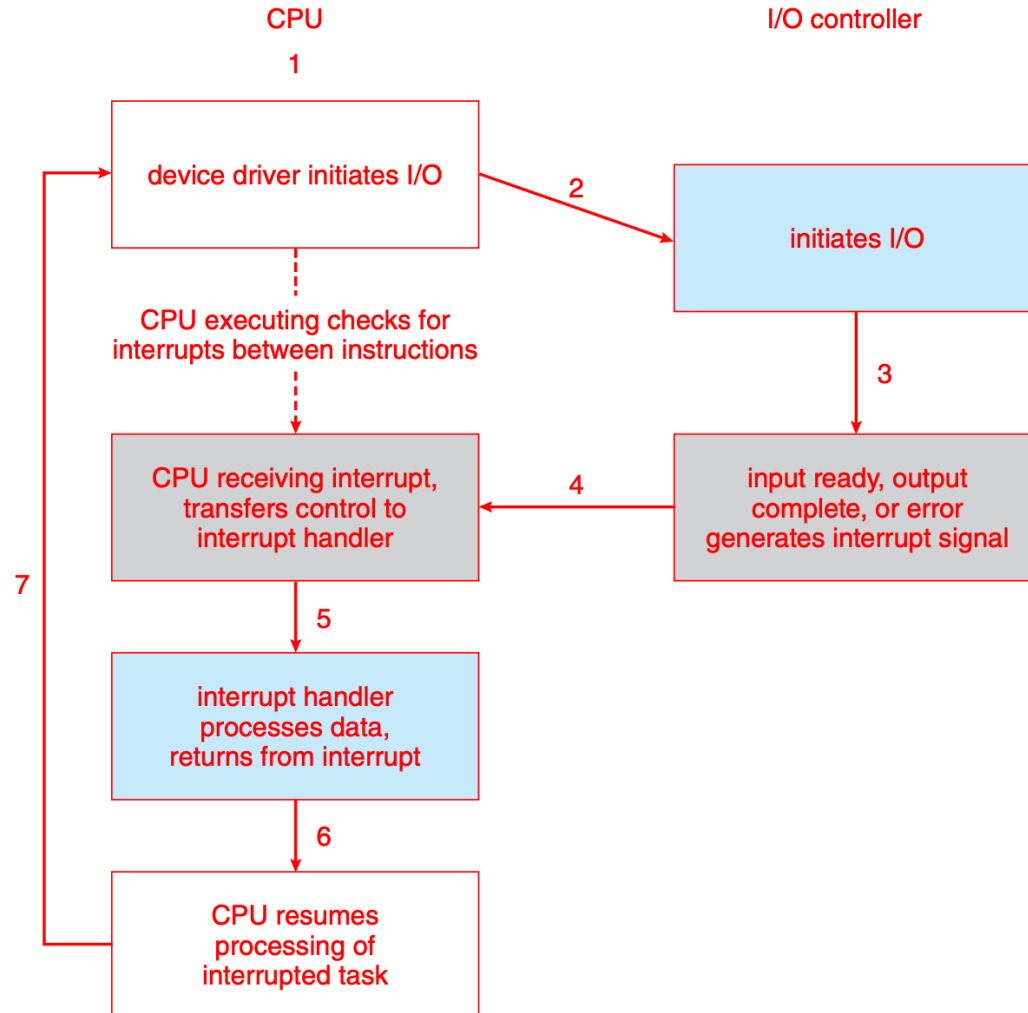 CPU
I/O controller
1
device driver initiates I/O
2
initiates I/O
CPU executing checks for
interrupts between instructions
3
CPU receiving interrupt,
transfers control to
interrupt handler
4
input ready, output
complete, or error
generates interrupt signal
7
5
interrupt handler
processes data,
returns from interrupt
6
CPU resumes
processing of
interrupted task